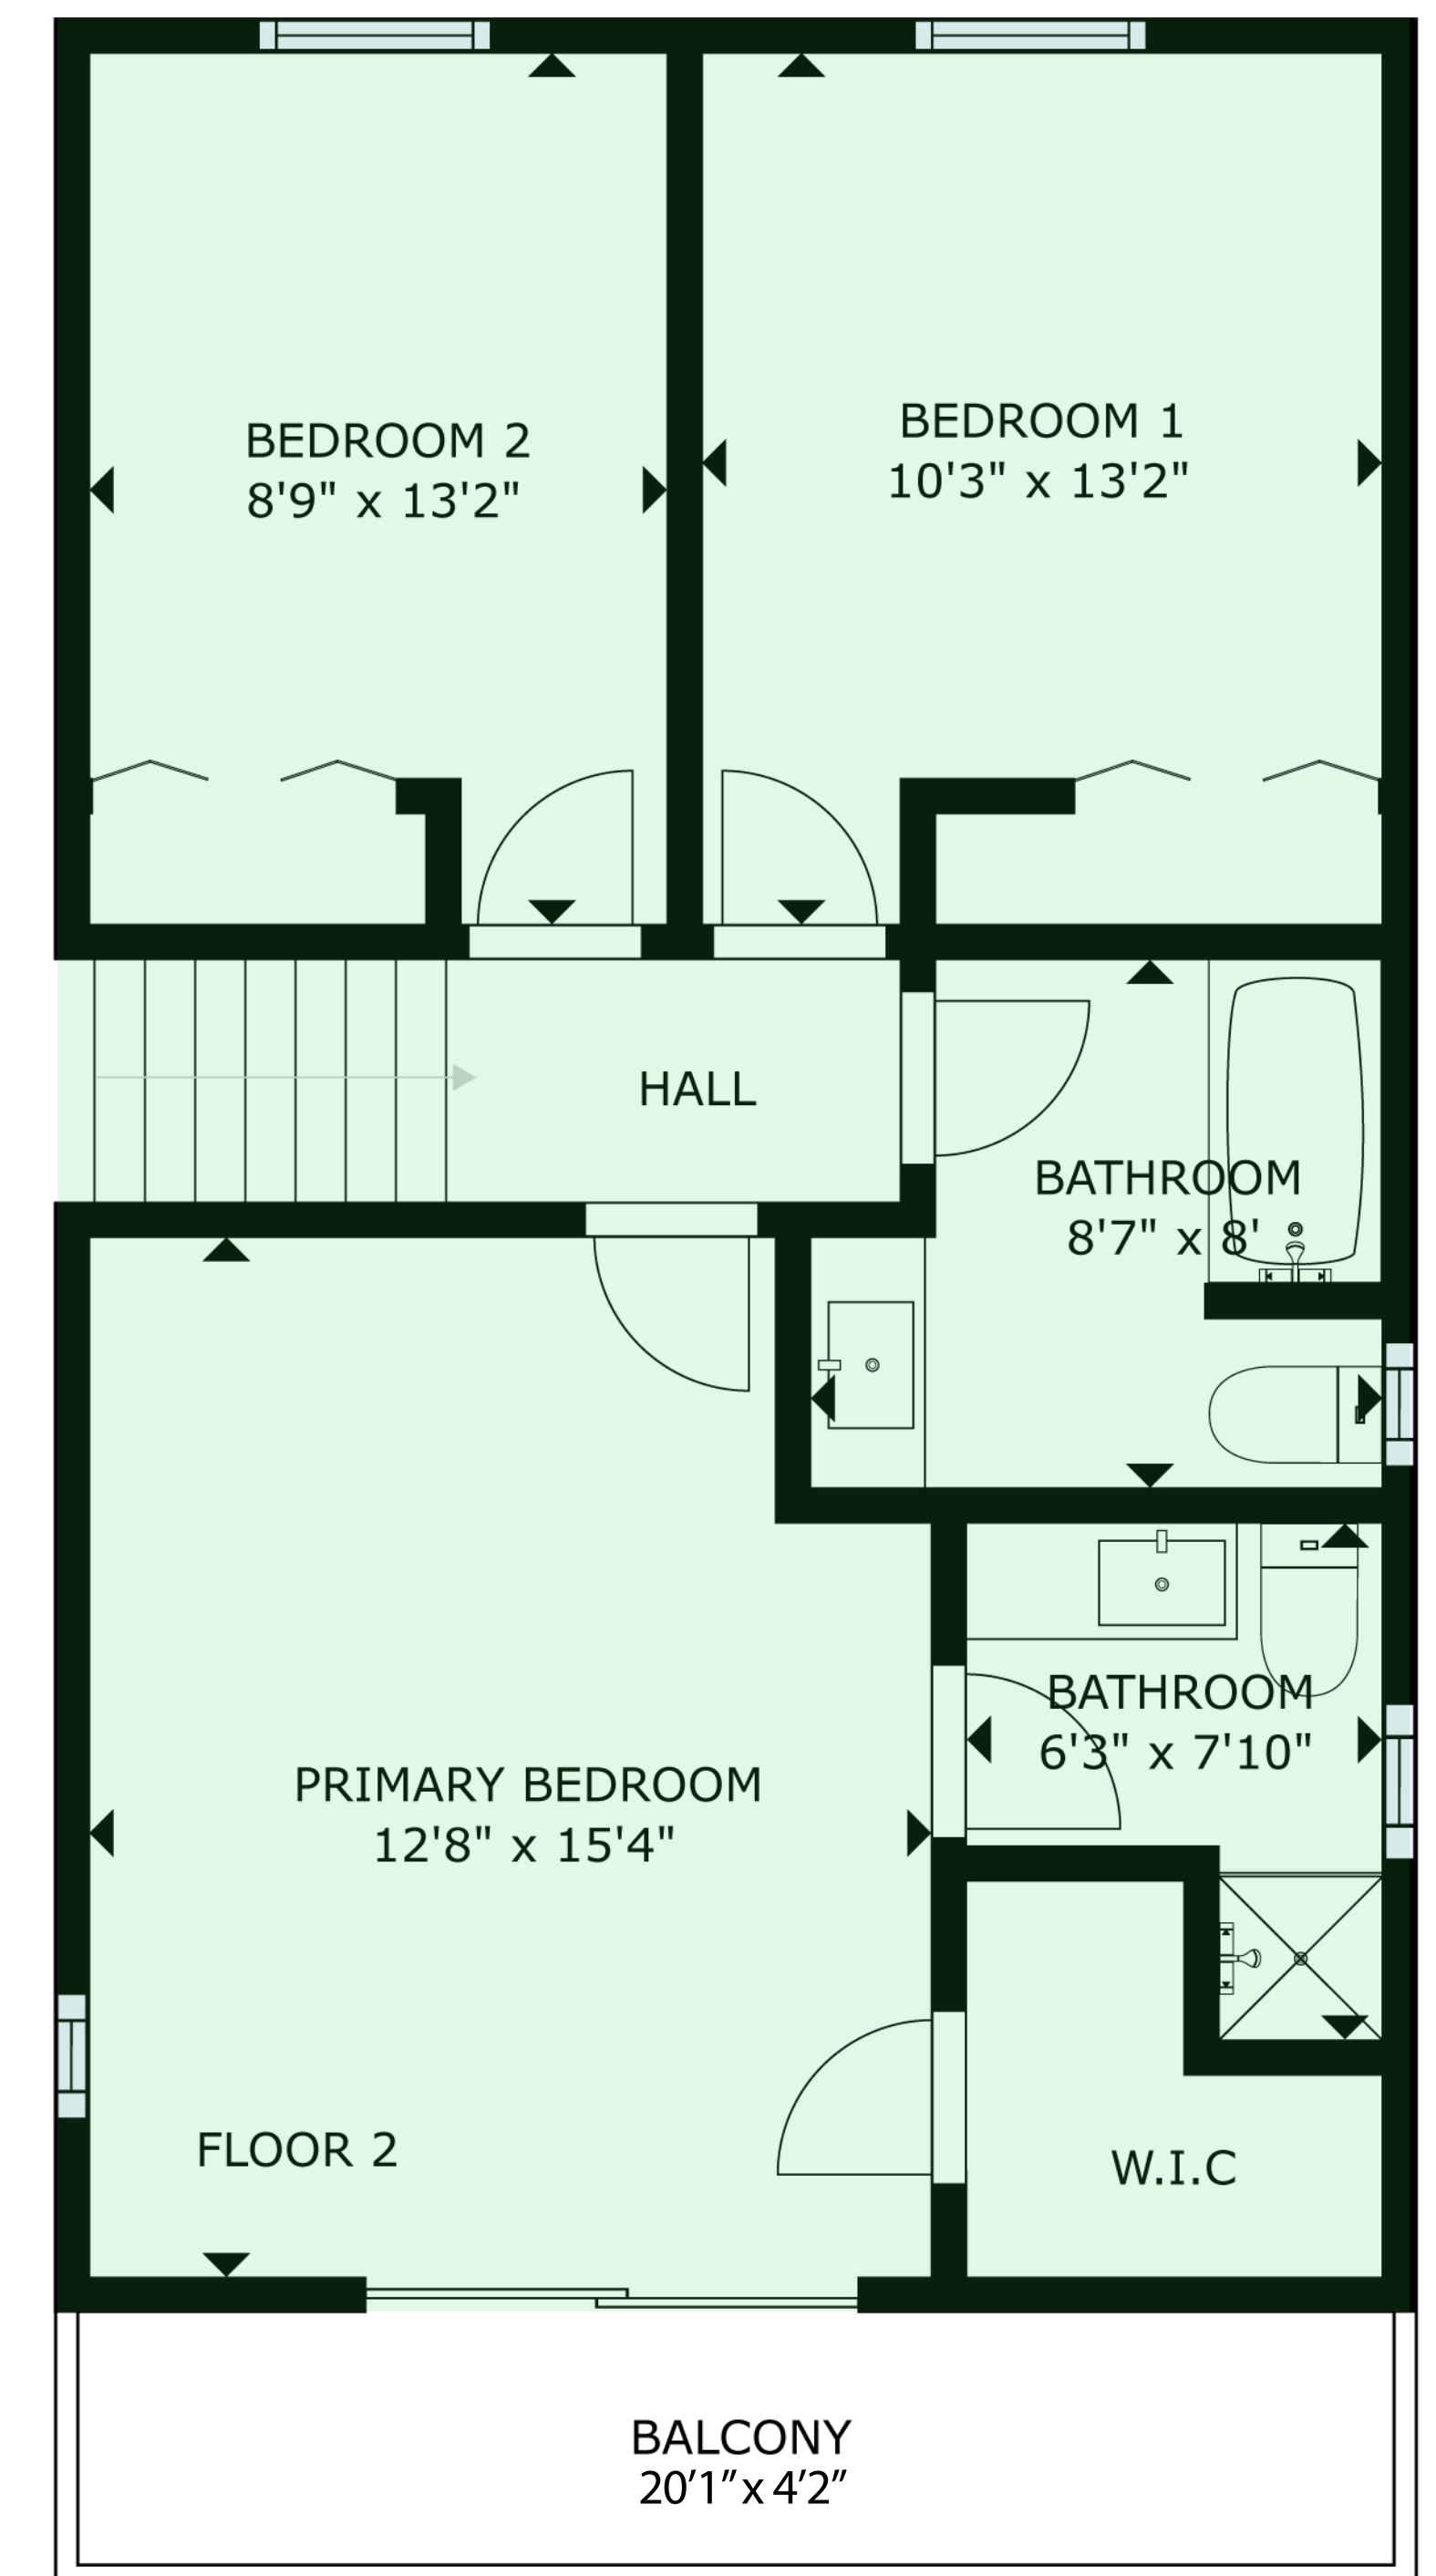 BEDROOM 2
8'9" x 13'2"
BEDROOM 1
10'3" x 13'2"
HALL
BATHROOM
8'7" x 8'
BATHROOM
6'3" x 7'10"
PRIMARY BEDROOM
12'8" x 15'4"
FLOOR 2
W.I.C
BALCONY
20'1" x 4'2"